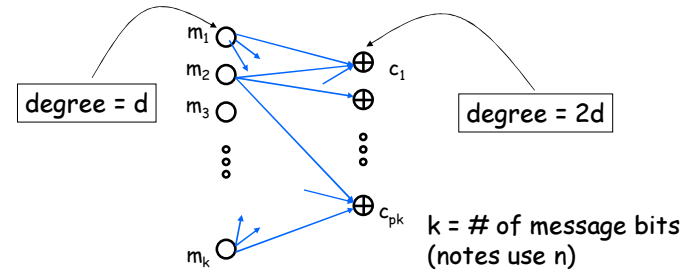 m1
m2
m3
mk
degree = d
c1
cpk
degree = 2d
k = # of message bits
(notes use n)